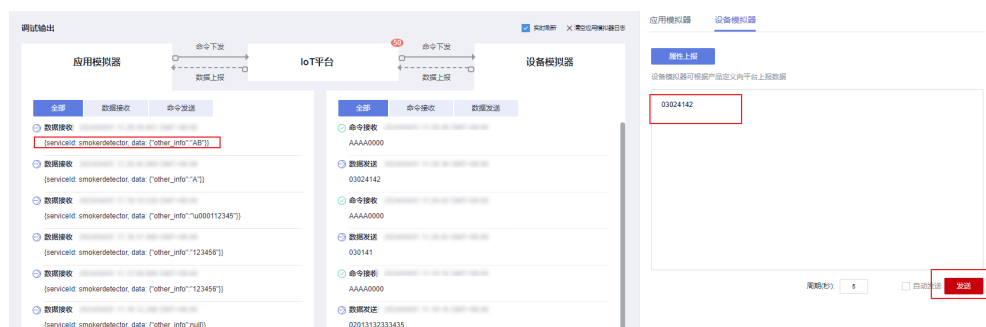 调试输出
实时刷新
清空应用模拟器日志
应用模拟器
设备模拟器
应用模拟器
命令下发
数据上报
IoT平台
50
命令下发
数据上报
设备模拟器
全部 数据接收 命令发送
数据接收
{serviceId: smokerdetector, data: {"other_info":"AB"}}
数据接收
{serviceId: smokerdetector, data: {"other_info":"A"}}
数据接收
{serviceId: smokerdetector, data: {"other_info":"\u000112345"}}
数据接收
{serviceId: smokerdetector, data: {"other_info":"123456"}}
数据接收
{serviceId: smokerdetector, data: {"other_info":"123456"}}
数据接收
{serviceId: smokerdetector, data: {"other_info":null}}
全部 命令接收 数据发送
命令接收
AAAA0000
数据发送
03024142
命令接收
AAAA0000
数据发送
030141
命令接收
AAAA0000
数据发送
02013132333435
属性上报
设备模拟器可根据产品定义向平台上报数据
03024142
周期(秒): 5
自动发送
发送